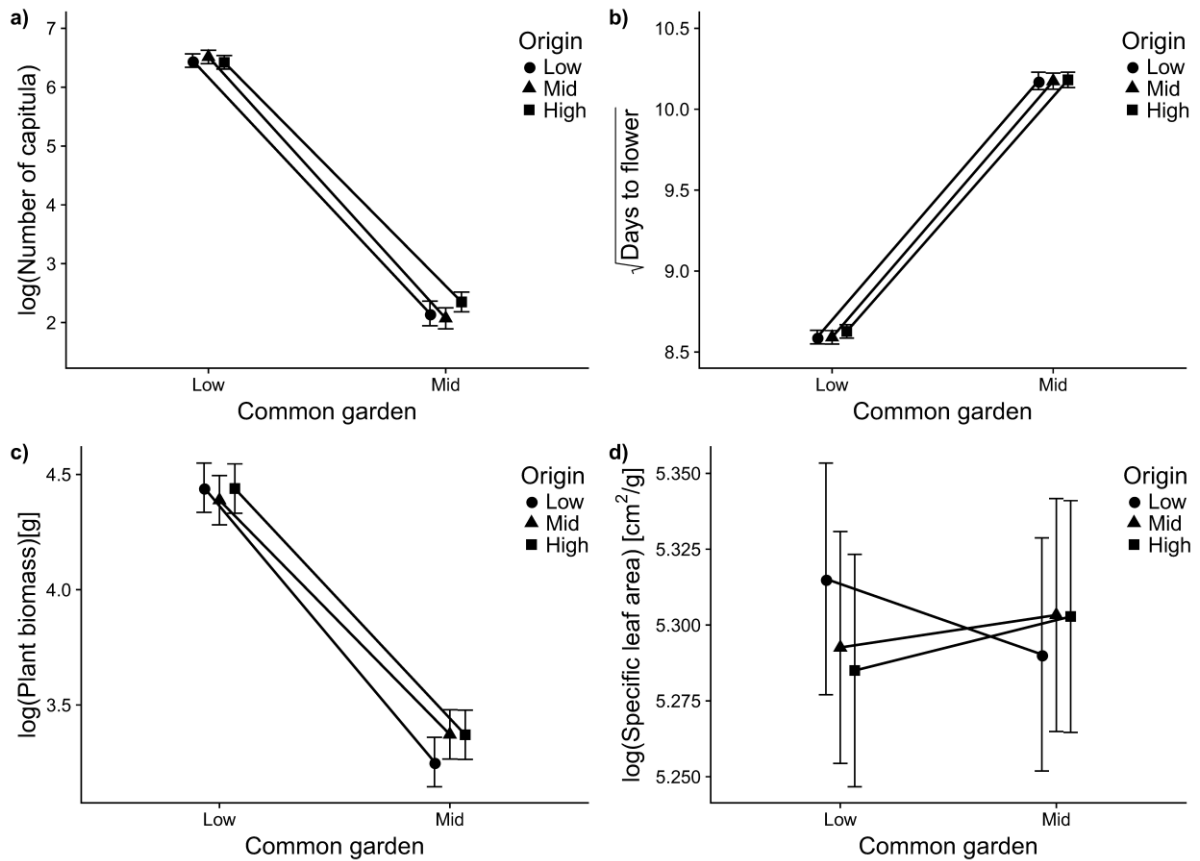 a)
7
6
5
4
3
2
log(Number of capitula)
Low
Mid
Common garden
Origin
Low
Mid
High
b)
10.5
10.0
9.5
9.0
8.5
√Days to flower
Low
Mid
Common garden
Origin
Low
Mid
High
c)
4.5
4.0
3.5
log(Plant biomass)[g]
Low
Mid
Common garden
Origin
Low
Mid
High
d)
5.350
5.325
5.300
5.275
5.250
log(Specific leaf area) [cm²/g]
Low
Mid
Common garden
Origin
Low
Mid
High